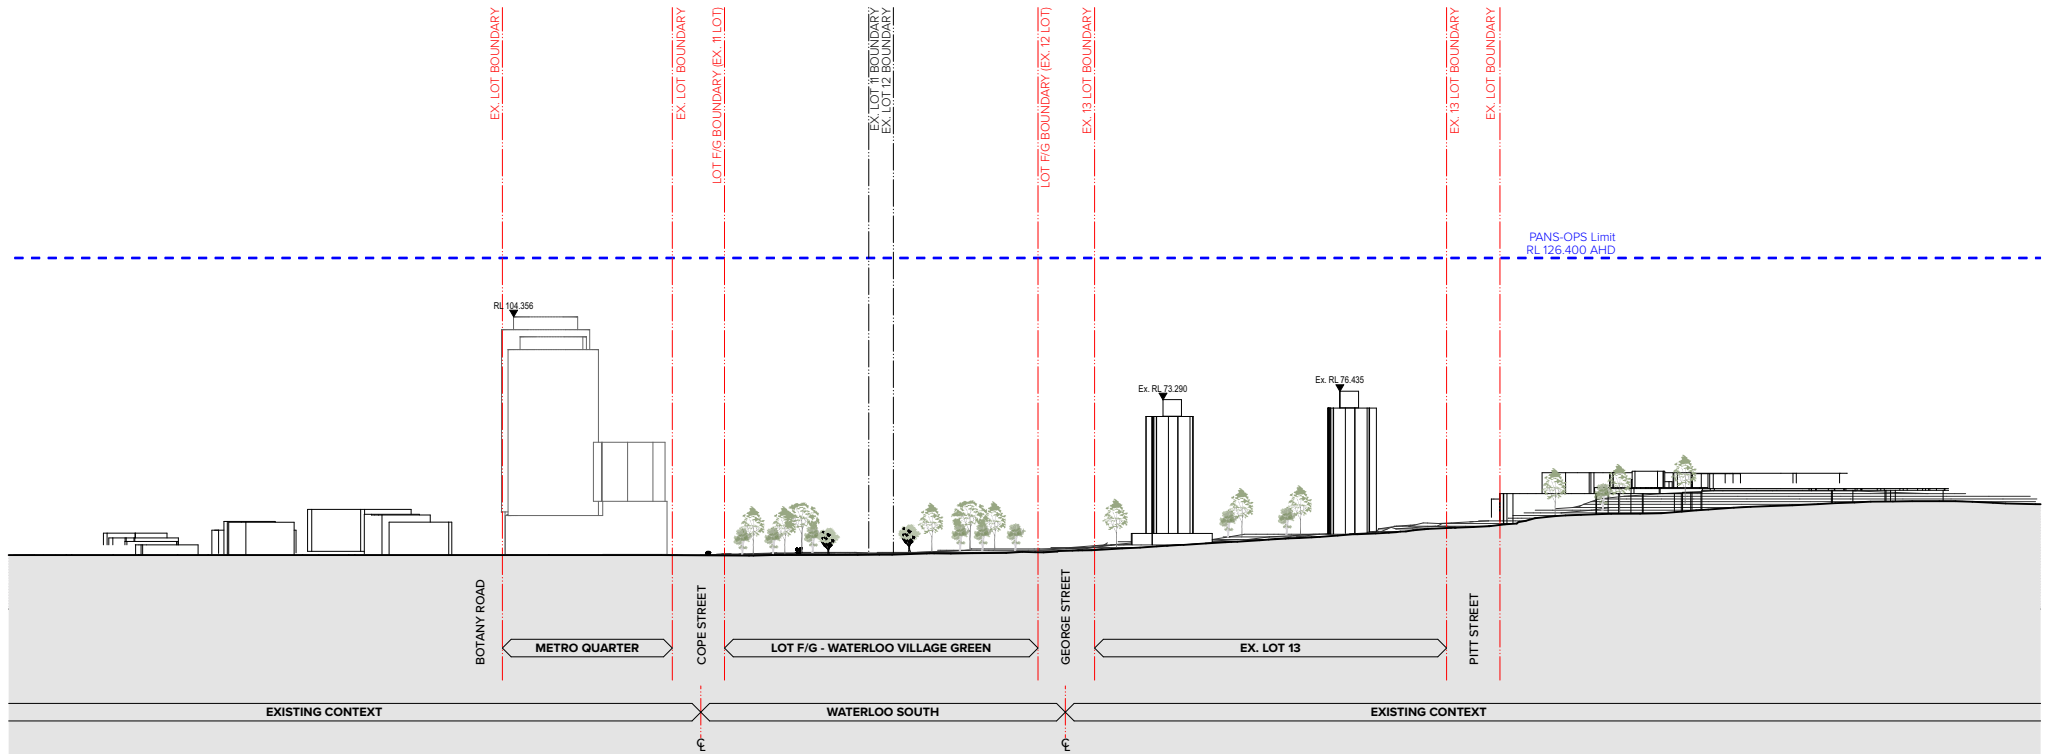 EX. LOT BOUNDARY
EX. LOT BOUNDARY
LOT F/G BOUNDARY (EX. 11 LOT)
EX. LOT 11 BOUNDARY
EX. LOT 12 BOUNDARY
LOT F/G BOUNDARY (EX. 12 LOT)
EX. 13 LOT BOUNDARY
EX. 13 LOT BOUNDARY
EX. LOT BOUNDARY
PANS-OPS Limit
RL 126.400 AHD
RL 104.356
Ex. RL 73.290
Ex. RL 76.435
BOTANY ROAD
COPE STREET
GEORGE STREET
PITT STREET
METRO QUARTER
LOT F/G - WATERLOO VILLAGE GREEN
EX. LOT 13
EXISTING CONTEXT
WATERLOO SOUTH
EXISTING CONTEXT
℄
℄